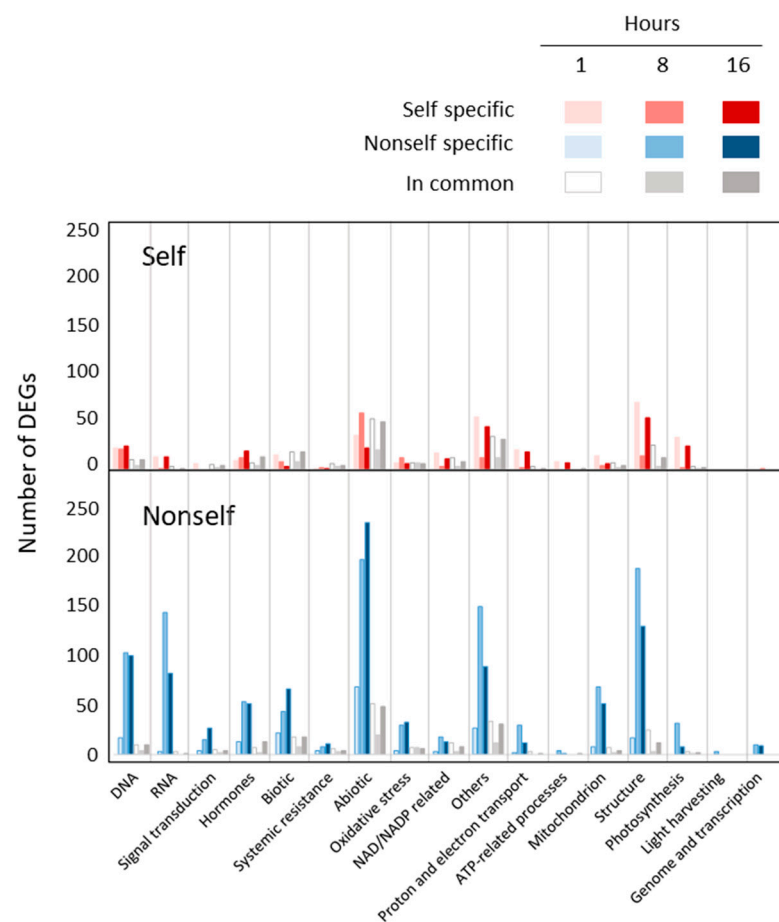 Hours
1 8 16
Self specific
Nonself specific
In common
Number of DEGs
250
200
150
100
50
0
Self
250
200
150
100
50
0
Nonself
DNA
RNA
Signal transduction
Hormones
Biotic
Systemic resistance
Abiotic
Oxidative stress
NAD/NADP related
Others
Proton and electron transport
ATP-related processes
Mitochondrion
Structure
Photosynthesis
Light harvesting
Genome and transcription